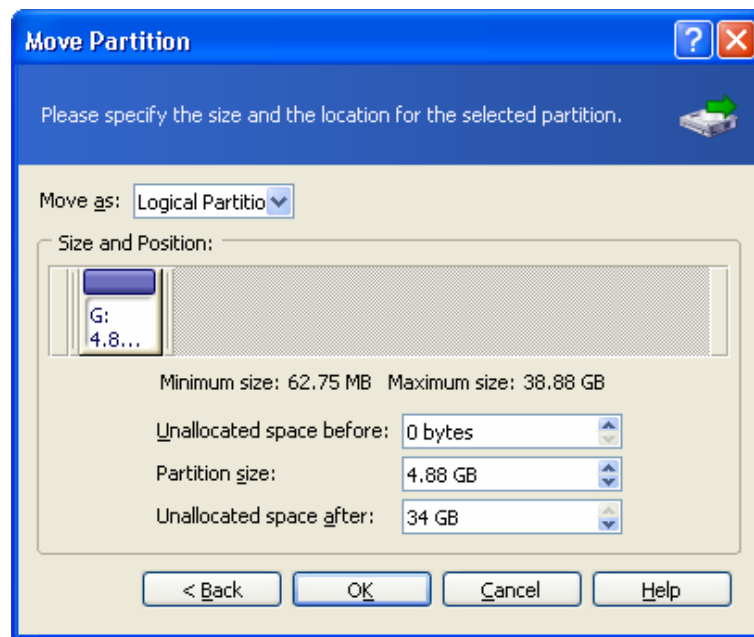 Move Partition
Please specify the size and the location for the selected partition.
Move as: Logical Partitio
Size and Position:
G:
4.8...
Minimum size: 62.75 MB Maximum size: 38.88 GB
Unallocated space before: 0 bytes
Partition size: 4.88 GB
Unallocated space after: 34 GB
< Back OK Cancel Help